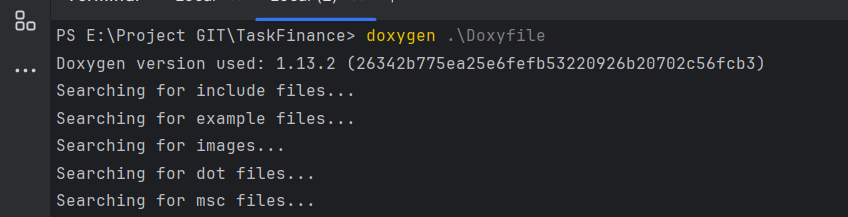 PS E:\Project GIT\TaskFinance> doxygen .\Doxyfile
Doxygen version used: 1.13.2 (26342b775ea25e6fefb53220926b20702c56fcb3)
Searching for include files...
Searching for example files...
Searching for images...
Searching for dot files...
Searching for msc files...